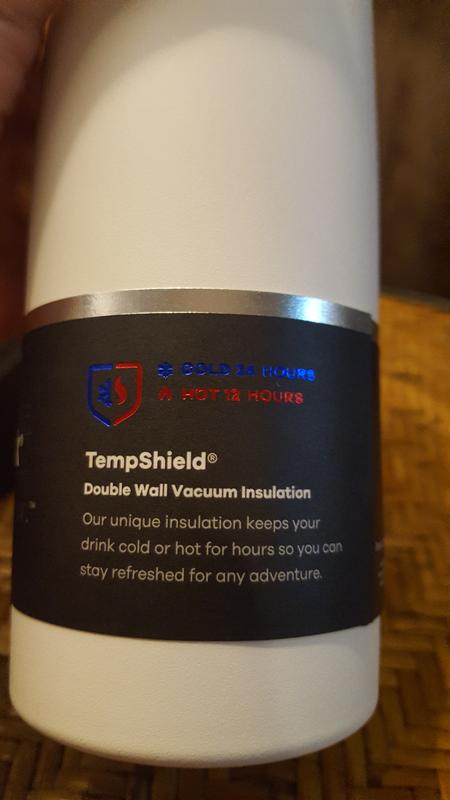 COLD 24 HOURS
HOT 12 HOURS
TempShield®
Double Wall Vacuum Insulation
Our unique insulation keeps your
drink cold or hot for hours so you can
stay refreshed for any adventure.